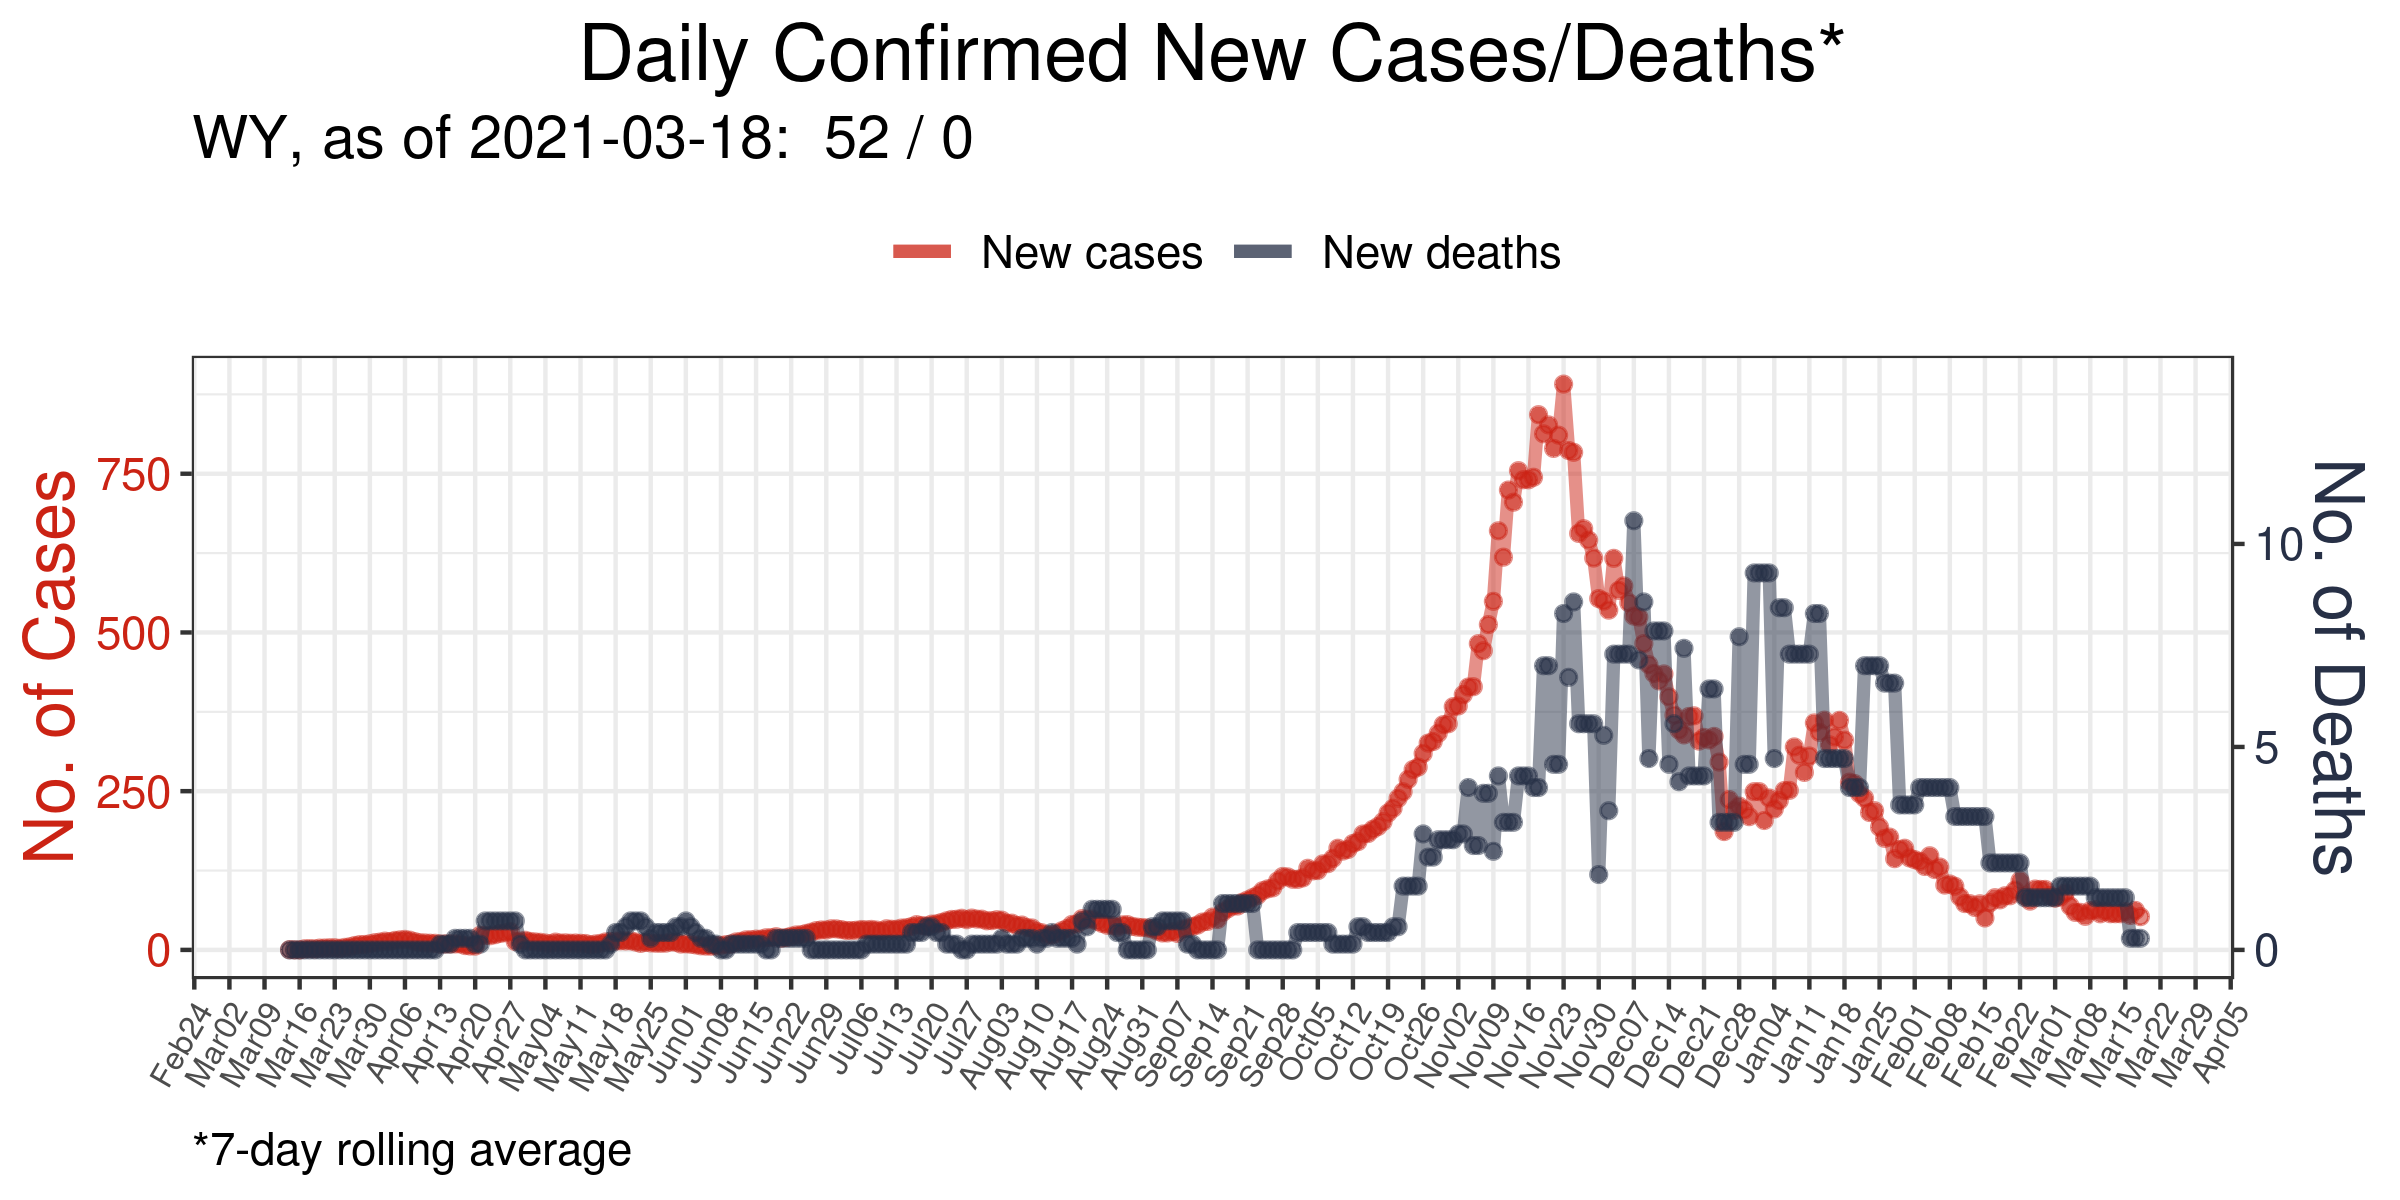 Daily Confirmed New Cases/Deaths*
WY, as of 2021-03-18:  52 / 0
New cases
New deaths
No. of Cases
750
500
250
0
No. of Deaths
10
5
0
Feb24
Mar02
Mar09
Mar16
Mar23
Mar30
Apr06
Apr13
Apr20
Apr27
May04
May11
May18
May25
Jun01
Jun08
Jun15
Jun22
Jun29
Jul06
Jul13
Jul20
Jul27
Aug03
Aug10
Aug17
Aug24
Aug31
Sep07
Sep14
Sep21
Sep28
Oct05
Oct12
Oct19
Oct26
Nov02
Nov09
Nov16
Nov23
Nov30
Dec07
Dec14
Dec21
Dec28
Jan04
Jan11
Jan18
Jan25
Feb01
Feb08
Feb15
Feb22
Mar01
Mar08
Mar15
Mar22
Mar29
Apr05
*7-day rolling average